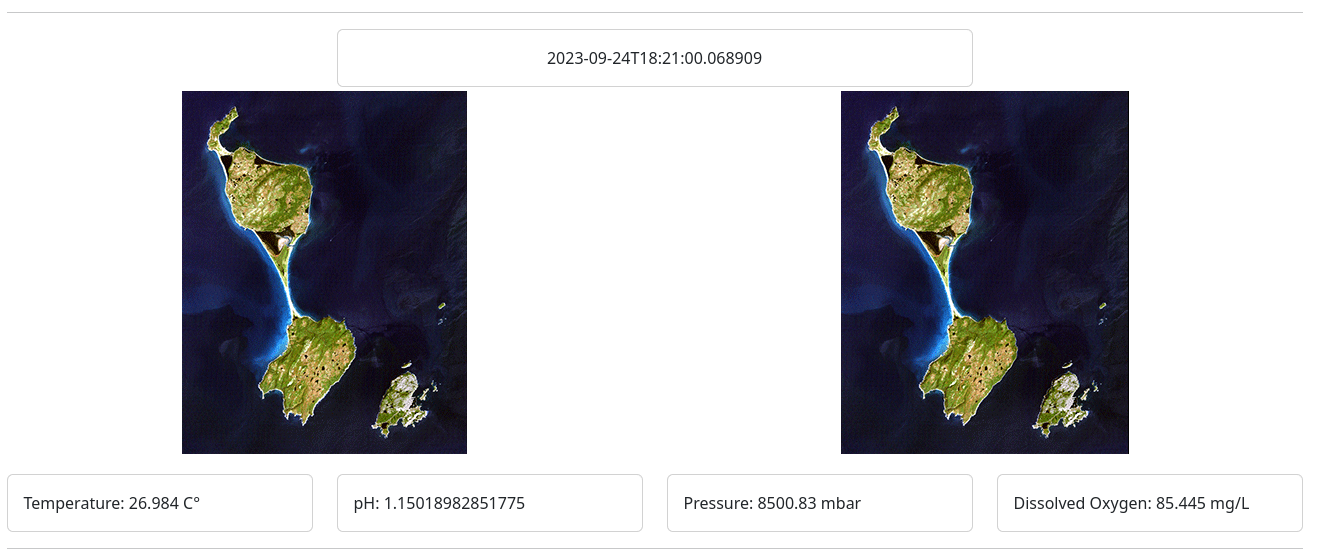 2023-09-24T18:21:00.068909
Temperature: 26.984 C°
pH: 1.15018982851775
Pressure: 8500.83 mbar
Dissolved Oxygen: 85.445 mg/L